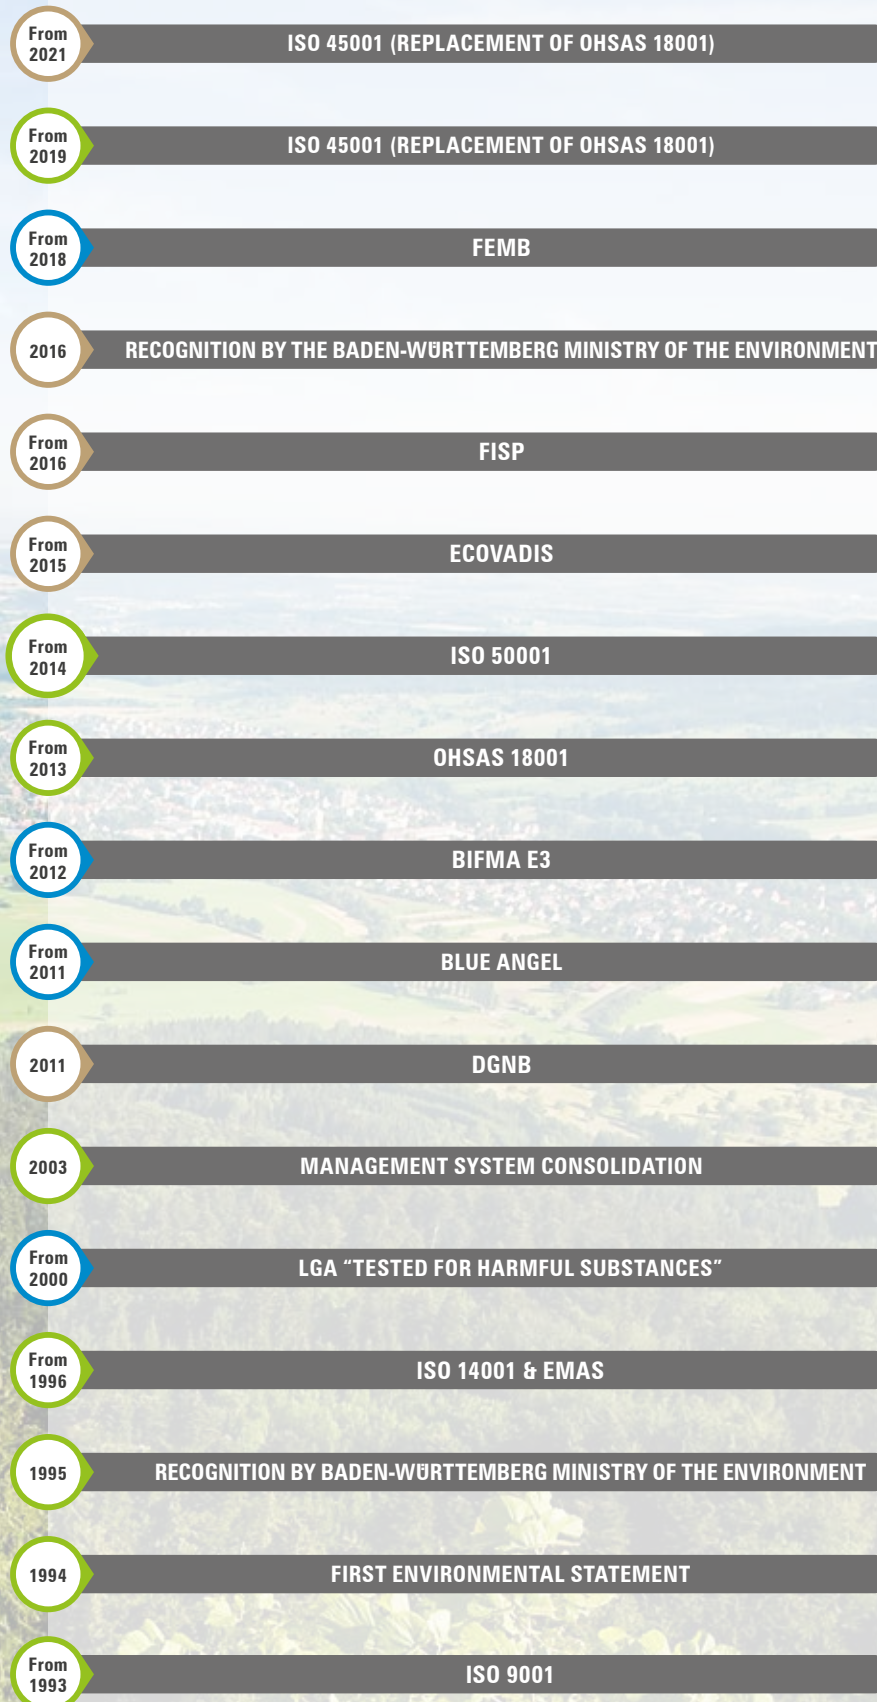 From
2021
ISO 45001 (REPLACEMENT OF OHSAS 18001)
From
2019
ISO 45001 (REPLACEMENT OF OHSAS 18001)
From
2018
FEMB
2016
RECOGNITION BY THE BADEN-WÜRTTEMBERG MINISTRY OF THE ENVIRONMENT
From
2016
FISP
From
2015
ECOVADIS
From
2014
ISO 50001
From
2013
OHSAS 18001
From
2012
BIFMA E3
From
2011
BLUE ANGEL
2011
DGNB
2003
MANAGEMENT SYSTEM CONSOLIDATION
From
2000
LGA “TESTED FOR HARMFUL SUBSTANCES”
From
1996
ISO 14001 & EMAS
1995
RECOGNITION BY BADEN-WÜRTTEMBERG MINISTRY OF THE ENVIRONMENT
1994
FIRST ENVIRONMENTAL STATEMENT
From
1993
ISO 9001